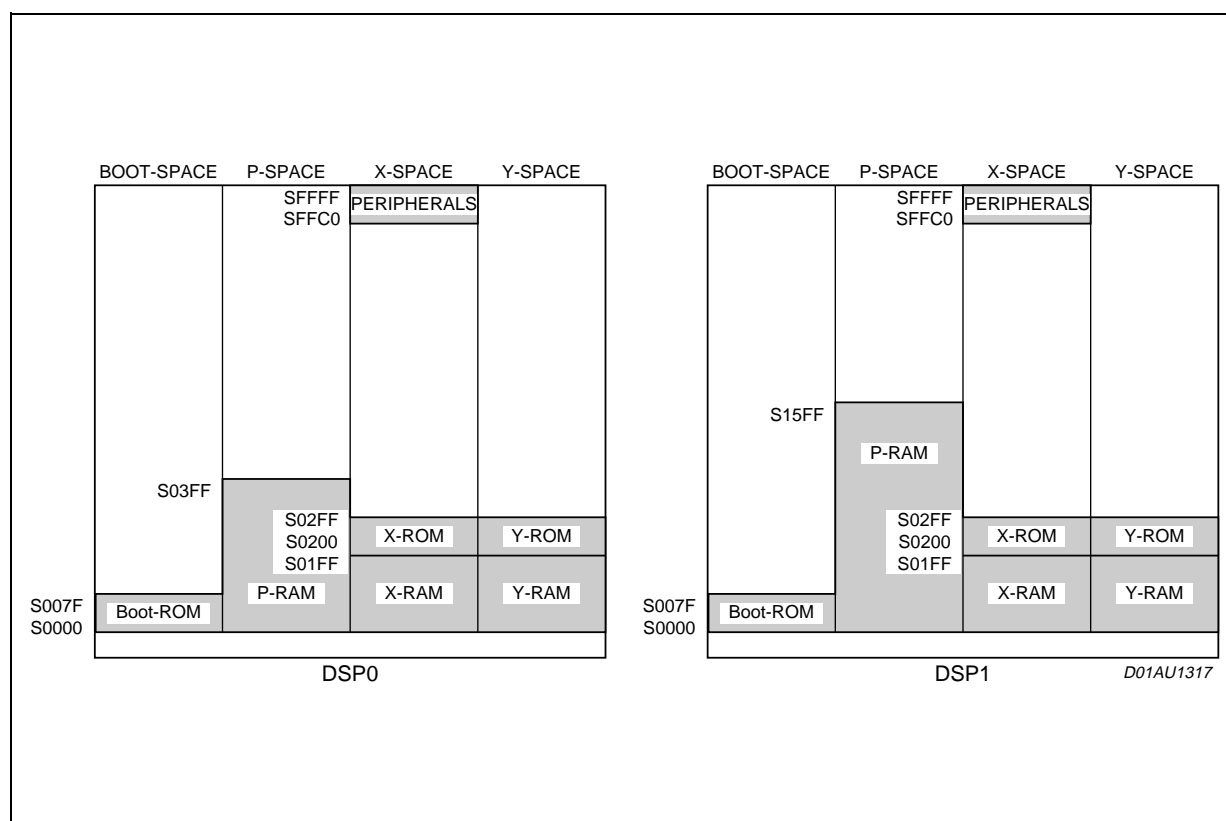 BOOT-SPACE P-SPACE X-SPACE Y-SPACE
SFFFF
SFFC0
PERIPHERALS
S03FF
S02FF
S0200
S01FF
X-ROM Y-ROM
S007F
S0000
Boot-ROM P-RAM X-RAM Y-RAM
DSP0
BOOT-SPACE P-SPACE X-SPACE Y-SPACE
SFFFF
SFFC0
PERIPHERALS
S15FF
P-RAM
S02FF
S0200
S01FF
X-ROM Y-ROM
S007F
S0000
Boot-ROM X-RAM Y-RAM
DSP1
D01AU1317